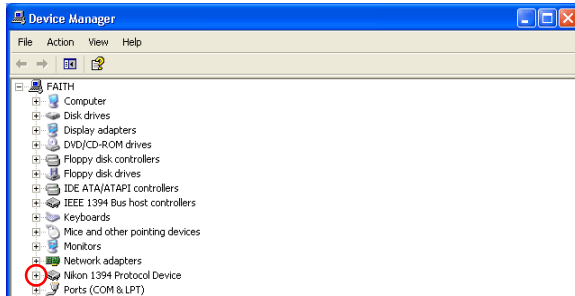 Device Manager
File Action View Help
FAITH
Computer
Disk drives
Display adapters
DVD/CD-ROM drives
Floppy disk controllers
Floppy disk drives
IDE ATA/ATAPI controllers
IEEE 1394 Bus host controllers
Keyboards
Mice and other pointing devices
Monitors
Network adapters
Nikon 1394 Protocol Device
Ports (COM & LPT)